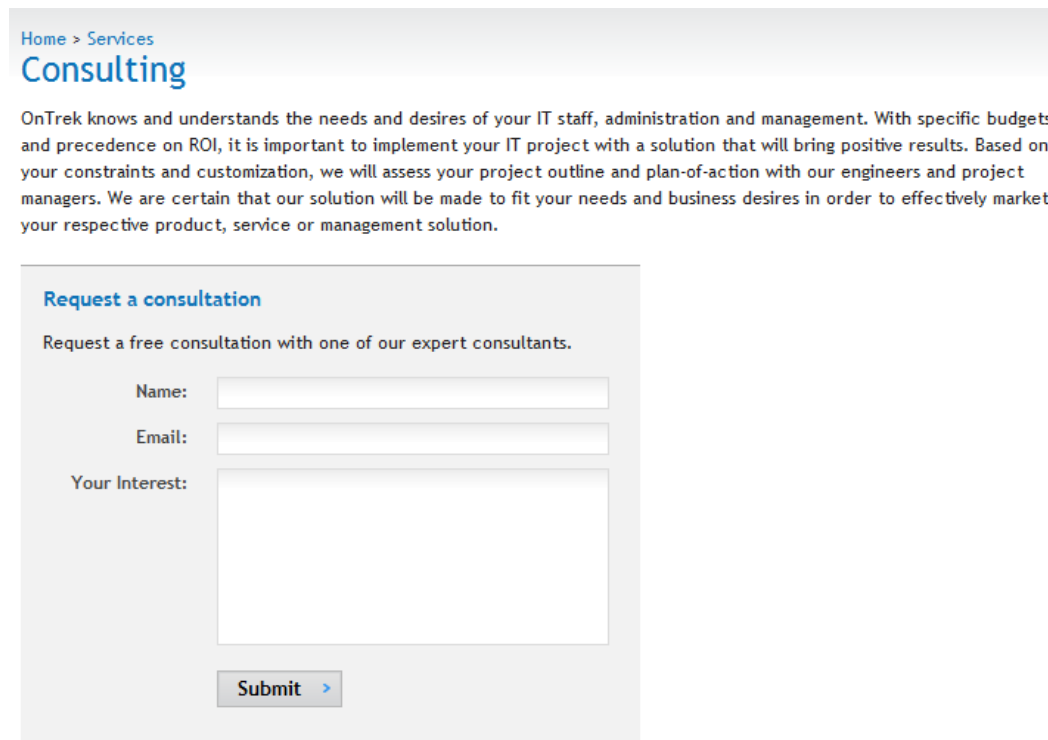 Home > Services
Consulting
OnTrek knows and understands the needs and desires of your IT staff, administration and management. With specific budgets
and precedence on ROI, it is important to implement your IT project with a solution that will bring positive results. Based on
your constraints and customization, we will assess your project outline and plan-of-action with our engineers and project
managers. We are certain that our solution will be made to fit your needs and business desires in order to effectively market
your respective product, service or management solution.
Request a consultation
Request a free consultation with one of our expert consultants.
Name:
Email:
Your Interest:
Submit >